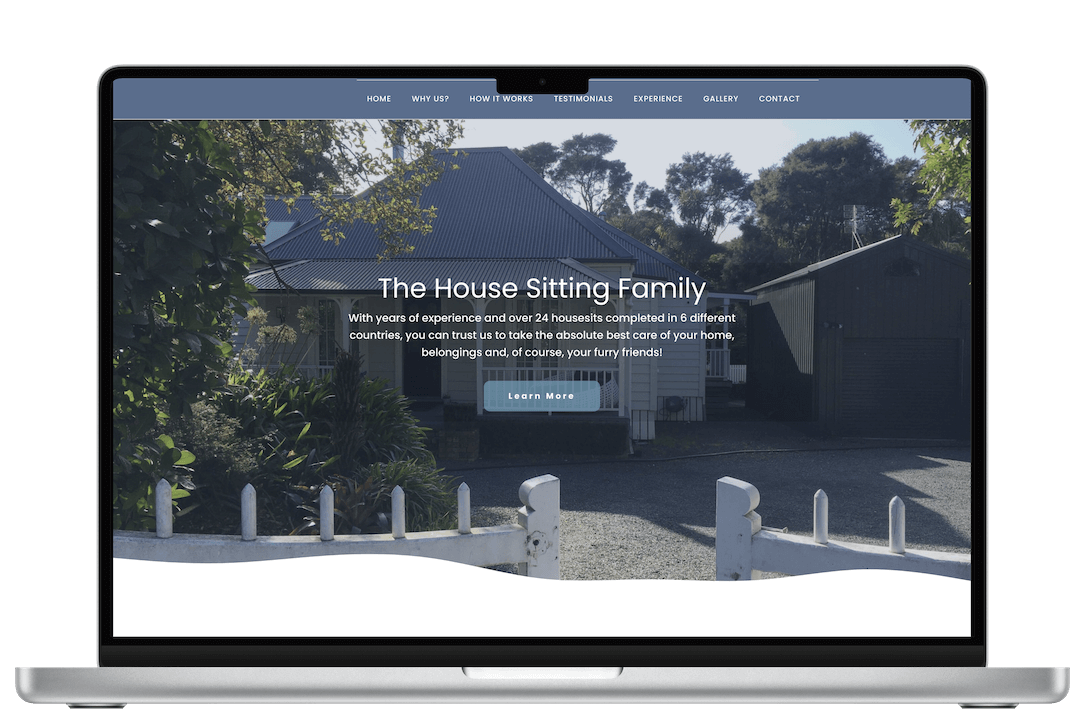 HOME WHY US? HOW IT WORKS TESTIMONIALS EXPERIENCE GALLERY CONTACT
The House Sitting Family
With years of experience and over 24 housesits completed in 6 different
countries, you can trust us to take the absolute best care of your home,
belongings and, of course, your furry friends!
Learn More